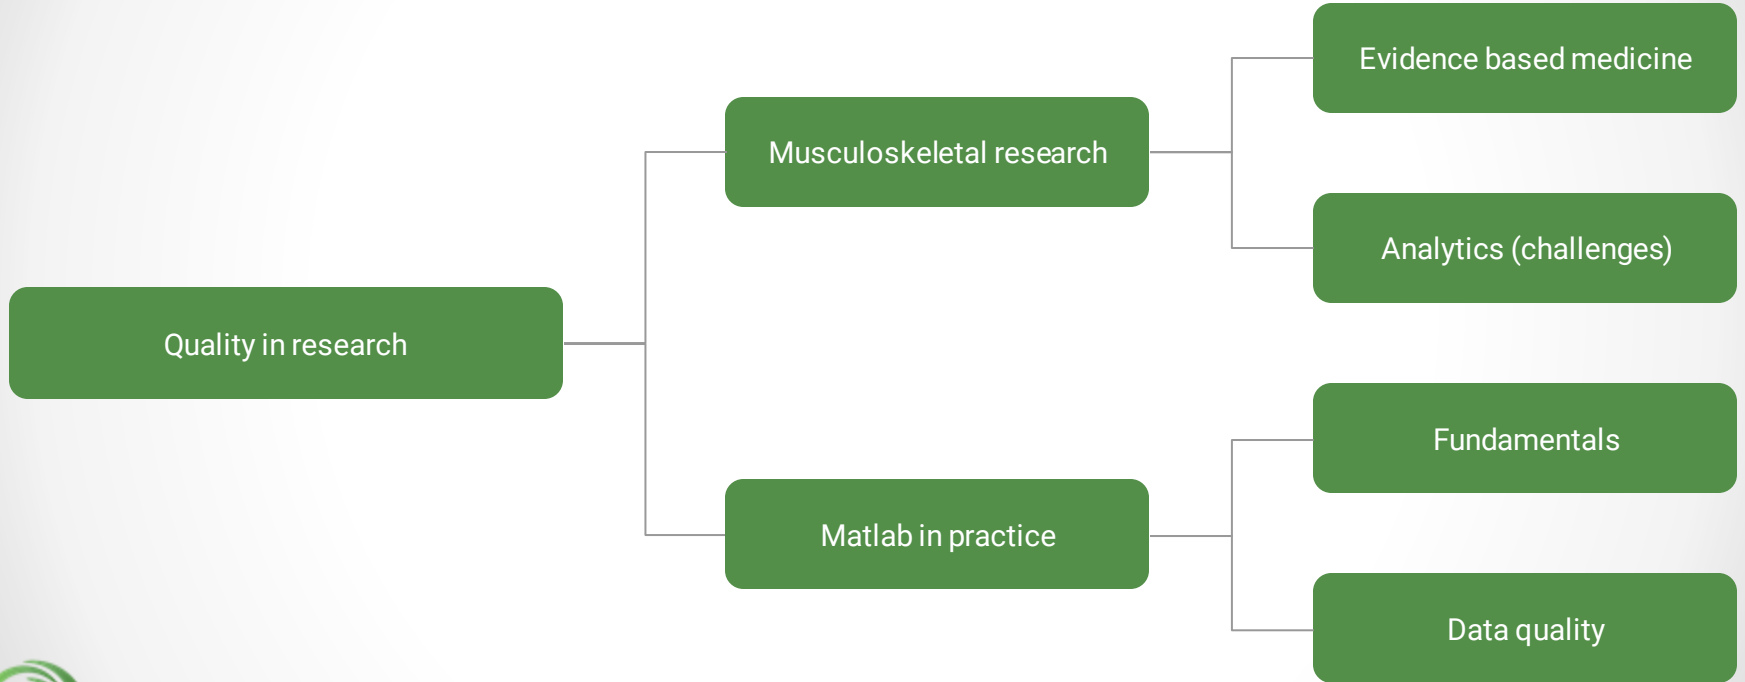 Quality in research
Musculoskeletal research
Evidence based medicine
Analytics (challenges)
Matlab in practice
Fundamentals
Data quality